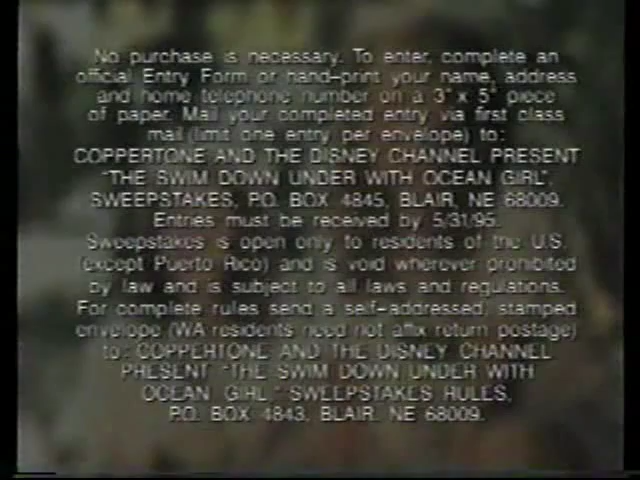 No purchase is necessary. To enter, complete an
official Entry Form or hand-print your name, address
and home telephone number on a 3" x 5" piece
of paper. Mail your completed entry via first class
mail (limit one entry per envelope) to:
COPPERTONE AND THE DISNEY CHANNEL PRESENT
"THE SWIM DOWN UNDER WITH OCEAN GIRL",
SWEEPSTAKES, P.O. BOX 4845, BLAIR, NE 68009.
Entries must be received by 5/31/95.
Sweepstakes is open only to residents of the U.S.
(except Puerto Rico) and is void wherever prohibited
by law and is subject to all laws and regulations.
For complete rules send a self-addressed, stamped
envelope (WA residents need not affix return postage)
to: COPPERTONE AND THE DISNEY CHANNEL
PRESENT "THE SWIM DOWN UNDER WITH
OCEAN GIRL" SWEEPSTAKES RULES,
P.O. BOX 4843, BLAIR, NE 68009.